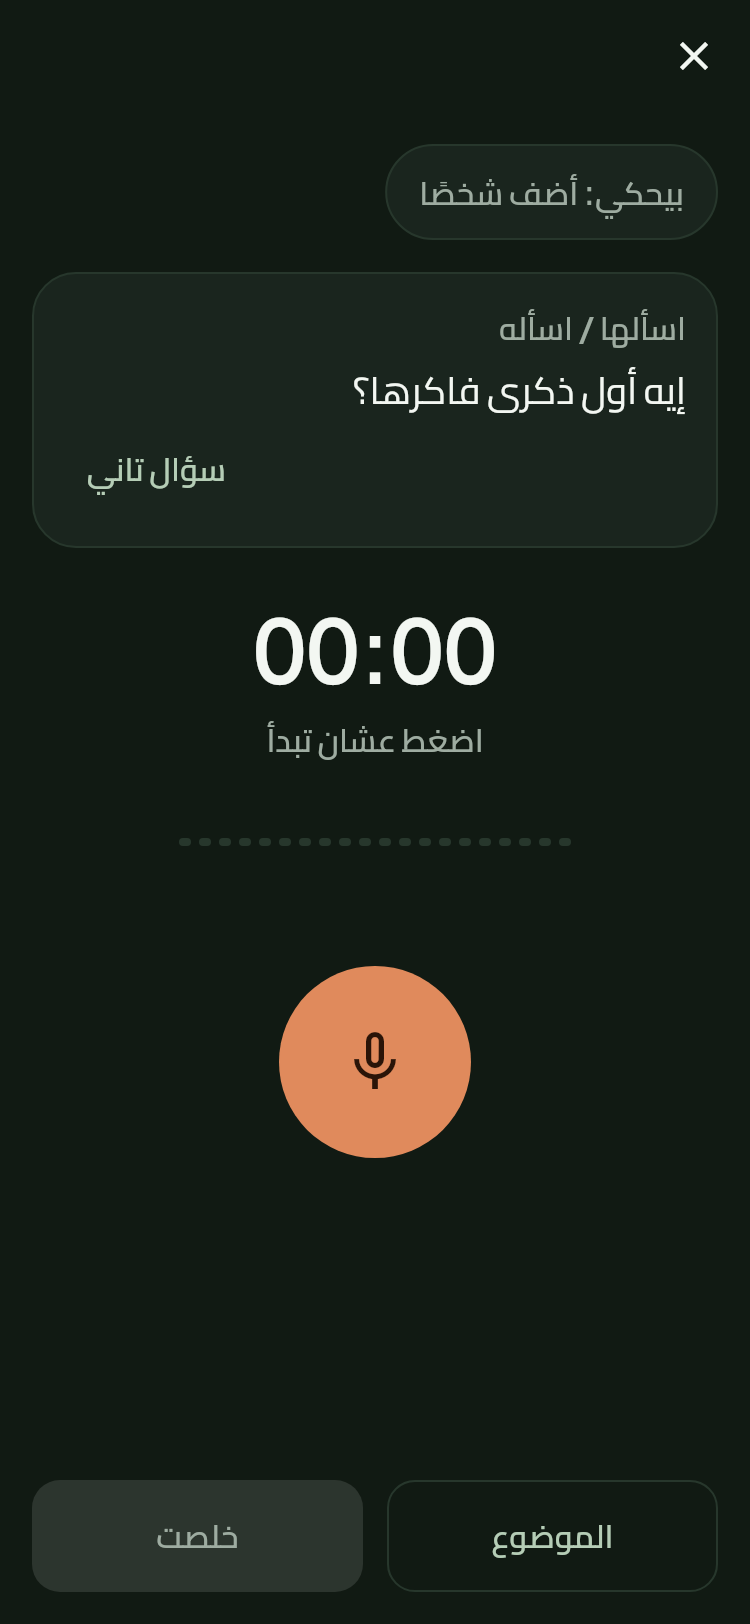 بيحكي: أضف شخصًا
اسألها / اسأله
إيه أول ذكرى فاكرها؟
سؤال تاني
00:00
اضغط عشان تبدأ
الموضوع
خلصت